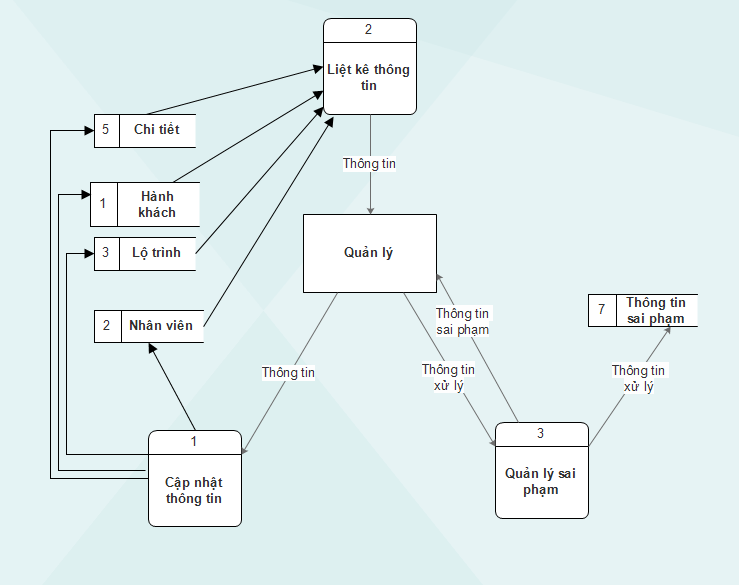 2
Liệt kê thông
tin
5
Chi tiết
Thông tin
1
Hành
khách
3
Lộ trình
Quản lý
2
Nhân viên
Thông tin
sai phạm
7
Thông tin
sai phạm
Thông tin
Thông tin
xử lý
Thông tin
xử lý
1
Cập nhật
thông tin
3
Quản lý sai
phạm